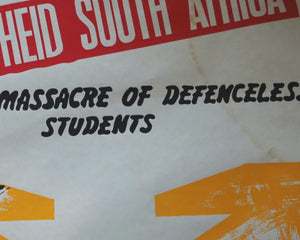 HEID SOUTH AFRICA
MASSACRE OF DEFENCELES
STUDENTS